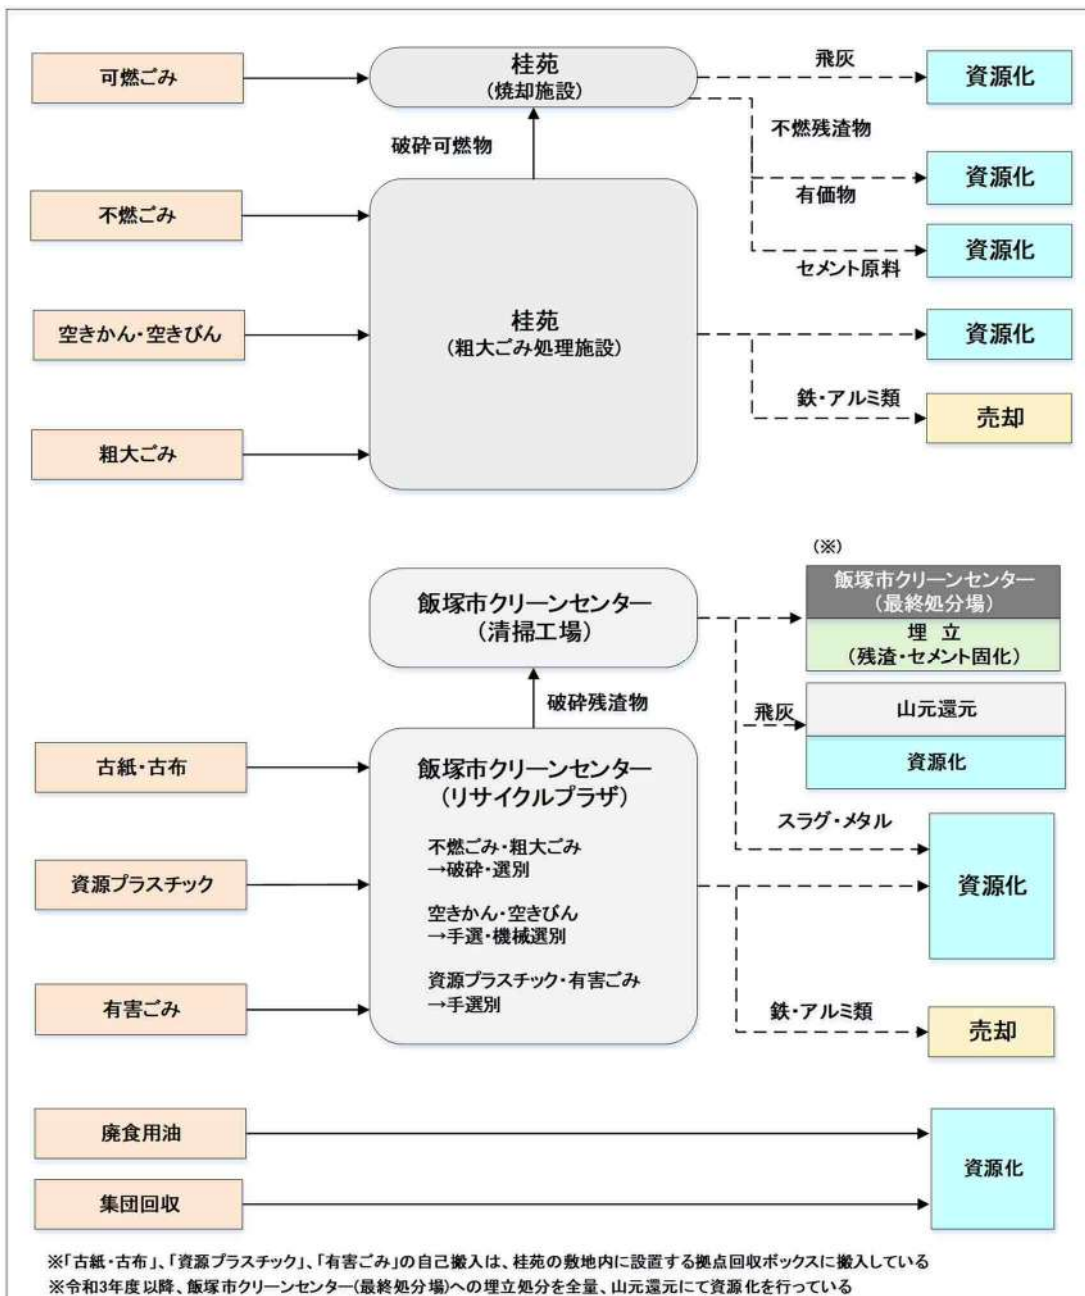 可燃ごみ
桂苑
(焼却施設)
飛灰
資源化
不燃残渣物
破砕可燃物
有価物
資源化
不燃ごみ
セメント原料
資源化
空きかん・空きびん
桂苑
(粗大ごみ処理施設)
資源化
鉄・アルミ類
売却
粗大ごみ
(※)
飯塚市クリーンセンター
(清掃工場)
飯塚市クリーンセンター
(最終処分場)
埋 立
(残渣・セメント固化)
破砕残渣物
飛灰
山元還元
資源化
古紙・古布
飯塚市クリーンセンター
(リサイクルプラザ)
スラグ・メタル
不燃ごみ・粗大ごみ
→破砕・選別
資源プラスチック
資源化
空きかん・空きびん
→手選・機械選別
資源プラスチック・有害ごみ
→手選別
有害ごみ
鉄・アルミ類
売却
廃食用油
資源化
集団回収
※「古紙・古布」、「資源プラスチック」、「有害ごみ」の自己搬入は、桂苑の敷地内に設置する拠点回収ボックスに搬入している
※令和3年度以降、飯塚市クリーンセンター(最終処分場)への埋立処分を全量、山元還元にて資源化を行っている